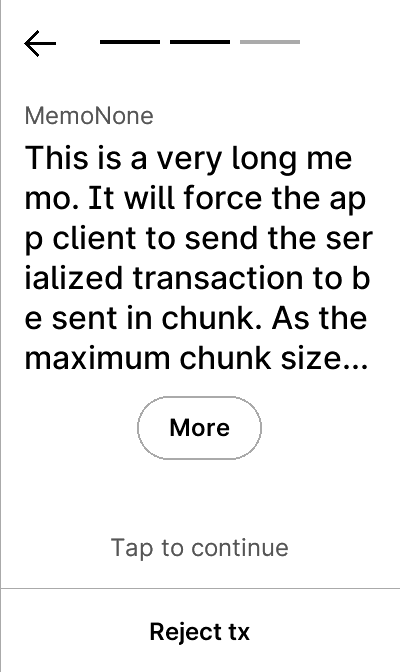 MemoNone
This is a very long me
mo. It will force the ap
p client to send the ser
ialized transaction to b
e sent in chunk. As the
maximum chunk size...
More
Tap to continue
Reject tx